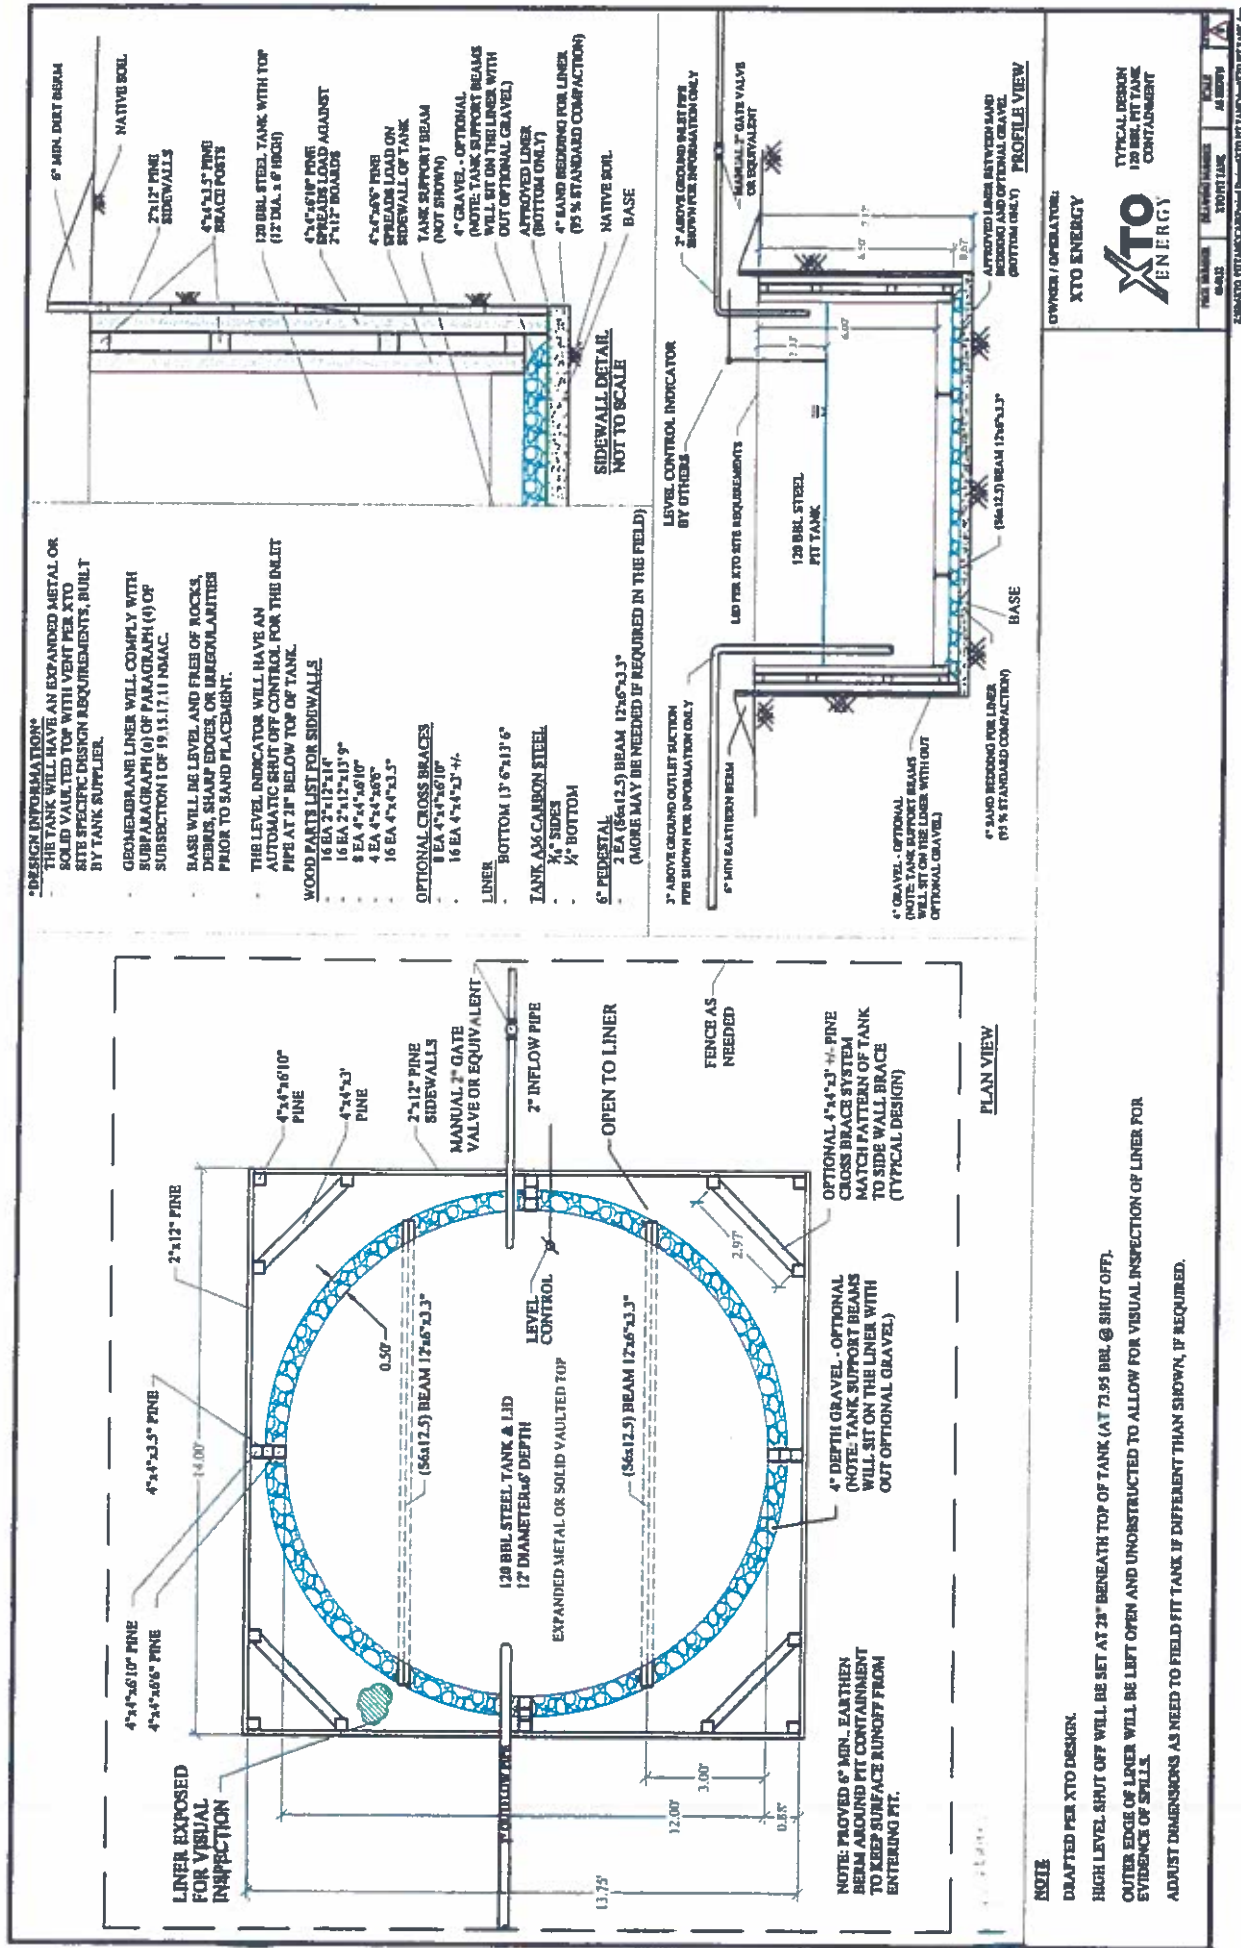 *DESIGN INFORMATION*
- THE TANK WILL HAVE AN EXPANDED METAL OR
SOLID VAULTED TOP WITH VENT PER XTO
SITE SPECIFIC DESIGN REQUIREMENTS, BUILT
BY TANK SUPPLIER.
- GEOMEMBRANE LINER WILL COMPLY WITH
SUBPARAGRAPH (a) OF PARAGRAPH (4) OF
SUBSECTION I OF 19.15.17.11 NMAC.
- BASE WILL BE LEVEL AND FREE OF ROCKS,
DEBRIS, SHARP EDGES, OR IRREGULARITIES
PRIOR TO SAND PLACEMENT.
- THE LEVEL INDICATOR WILL HAVE AN
AUTOMATIC SHUT OFF CONTROL FOR THE INLET
PIPE AT 28" BELOW TOP OF TANK.
WOOD PARTS LIST FOR SIDEWALLS
- 16 EA 2"x12"x14'
- 16 EA 2"x12"x13'9"
- 8 EA 4"x4"x6'10"
- 4 EA 4"x4"x6'6"
- 16 EA 4"x4"x3.5"
OPTIONAL CROSS BRACES
- 8 EA 4"x4"x6'10"
- 16 EA 4"x4"x3' +/-
LINER
- BOTTOM 13' 6"x13'6"
TANK A36 CARBON STEEL
" SIDES
- ¼" BOTTOM
6" PEDESTAL
- 2 EA (S6x12.5) BEAM 12'x6"x3.3"
(MORE MAY BE NEEDED IF REQUIRED IN THE FIELD)
6" MIN. DIRT BERM
NATIVE SOIL
2"x12" PINE
SIDEWALLS
4"x4"x3.5" PINE
BRACE POSTS
120 BBL STEEL TANK WITH TOP
(12' DIA. x 6' HIGH)
4"x4"x6'10" PINE
SPREADS LOAD AGAINST
2"x12" BOARDS
4"x4"x6'6" PINE
SPREADS LOAD ON
SIDEWALL OF TANK
TANK SUPPORT BEAM
(NOT SHOWN)
4" GRAVEL - OPTIONAL
(NOTE: TANK SUPPORT BEAMS
WILL SIT ON THE LINER WITH
OUT OPTIONAL GRAVEL)
APPROVED LINER
(BOTTOM ONLY)
4" SAND BEDDING FOR LINER
(95 % STANDARD COMPACTION)
NATIVE SOIL
BASE
SIDEWALL DETAIL
NOT TO SCALE
LINER EXPOSED
FOR VISUAL
INSPECTION
4"x4"x6'10" PINE
4"x4"x6'6" PINE
4"x4"x3.5" PINE
14.00'
2"x12" PINE
4"x4"x6'10"
PINE
4"x4"x3'
PINE
2"x12" PINE
SIDEWALLS
MANUAL 2" GATE
VALVE OR EQUIVALENT
2" INFLOW PIPE
OPEN TO LINER
FENCE AS
NEEDED
0.50'
(S6x12.5) BEAM 12'x6"x3.3"
LEVEL
CONTROL
120 BBL STEEL TANK & LID
12' DIAMETERx6' DEPTH
EXPANDED METAL OR SOLID VAULTED TOP
(S6x12.5) BEAM 12'x6"x3.3"
2.97'
3.00'
12.00'
0.88'
13.75'
OPTIONAL 4"x4"x3' +/- PINE
CROSS BRACE SYSTEM
MATCH PATTERN OF TANK
TO SIDE WALL BRACE
(TYPICAL DESIGN)
4" DEPTH GRAVEL - OPTIONAL
(NOTE: TANK SUPPORT BEAMS
WILL SIT ON THE LINER WITH
OUT OPTIONAL GRAVEL)
NOTE: PROVED 6" MIN. EARTHEN
BERM AROUND PIT CONTAINMENT
TO KEEP SURFACE RUNOFF FROM
ENTERING PIT.
PLAN VIEW
3" ABOVE GROUND OUTLET SUCTION
PIPE SHOWN FOR INFORMATION ONLY
6" MIN EARTHERN BERM
LEVEL CONTROL INDICATOR
BY OTHERS
LID PER XTO SITE REQUIREMENTS
2" ABOVE GROUND INLET PIPE
SHOWN FOR INFORMATION ONLY
MANUAL 2" GATE VALVE
OR EQUIVALENT
120 BBL STEEL
PIT TANK
6.00'
0.67'
4" GRAVEL - OPTIONAL
(NOTE: TANK SUPPORT BEAMS
WILL SIT ON THE LINER WITH OUT
OPTIONAL GRAVEL)
4" SAND BEDDING FOR LINER
(95 % STANDARD COMPACTION)
BASE
(S6x12.5) BEAM 12'x6"x3.3"
APPROVED LINER BETWEEN SAND
BEDDING AND OPTIONAL GRAVEL
(BOTTOM ONLY)
PROFILE VIEW
NOTE
DRAFTED PER XTO DESIGN.
HIGH LEVEL SHUT OFF WILL BE SET AT 28" BENEATH TOP OF TANK (AT 73.95 BBL @ SHUT OFF).
OUTER EDGE OF LINER WILL BE LEFT OPEN AND UNOBSTRUCTED TO ALLOW FOR VISUAL INSPECTION OF LINER FOR
EVIDENCE OF SPILLS.
ADJUST DIMENSIONS AS NEED TO FIELD FIT TANK IF DIFFERENT THAN SHOWN, IF REQUIRED.
OWNER / OPERATOR:
XTO ENERGY
XTO
ENERGY
TYPICAL DESIGN
120 BBL PIT TANK
CONTAINMENT
DRAWING NUMBER
XTO PIT TANK
SCALE
AS SHOWN